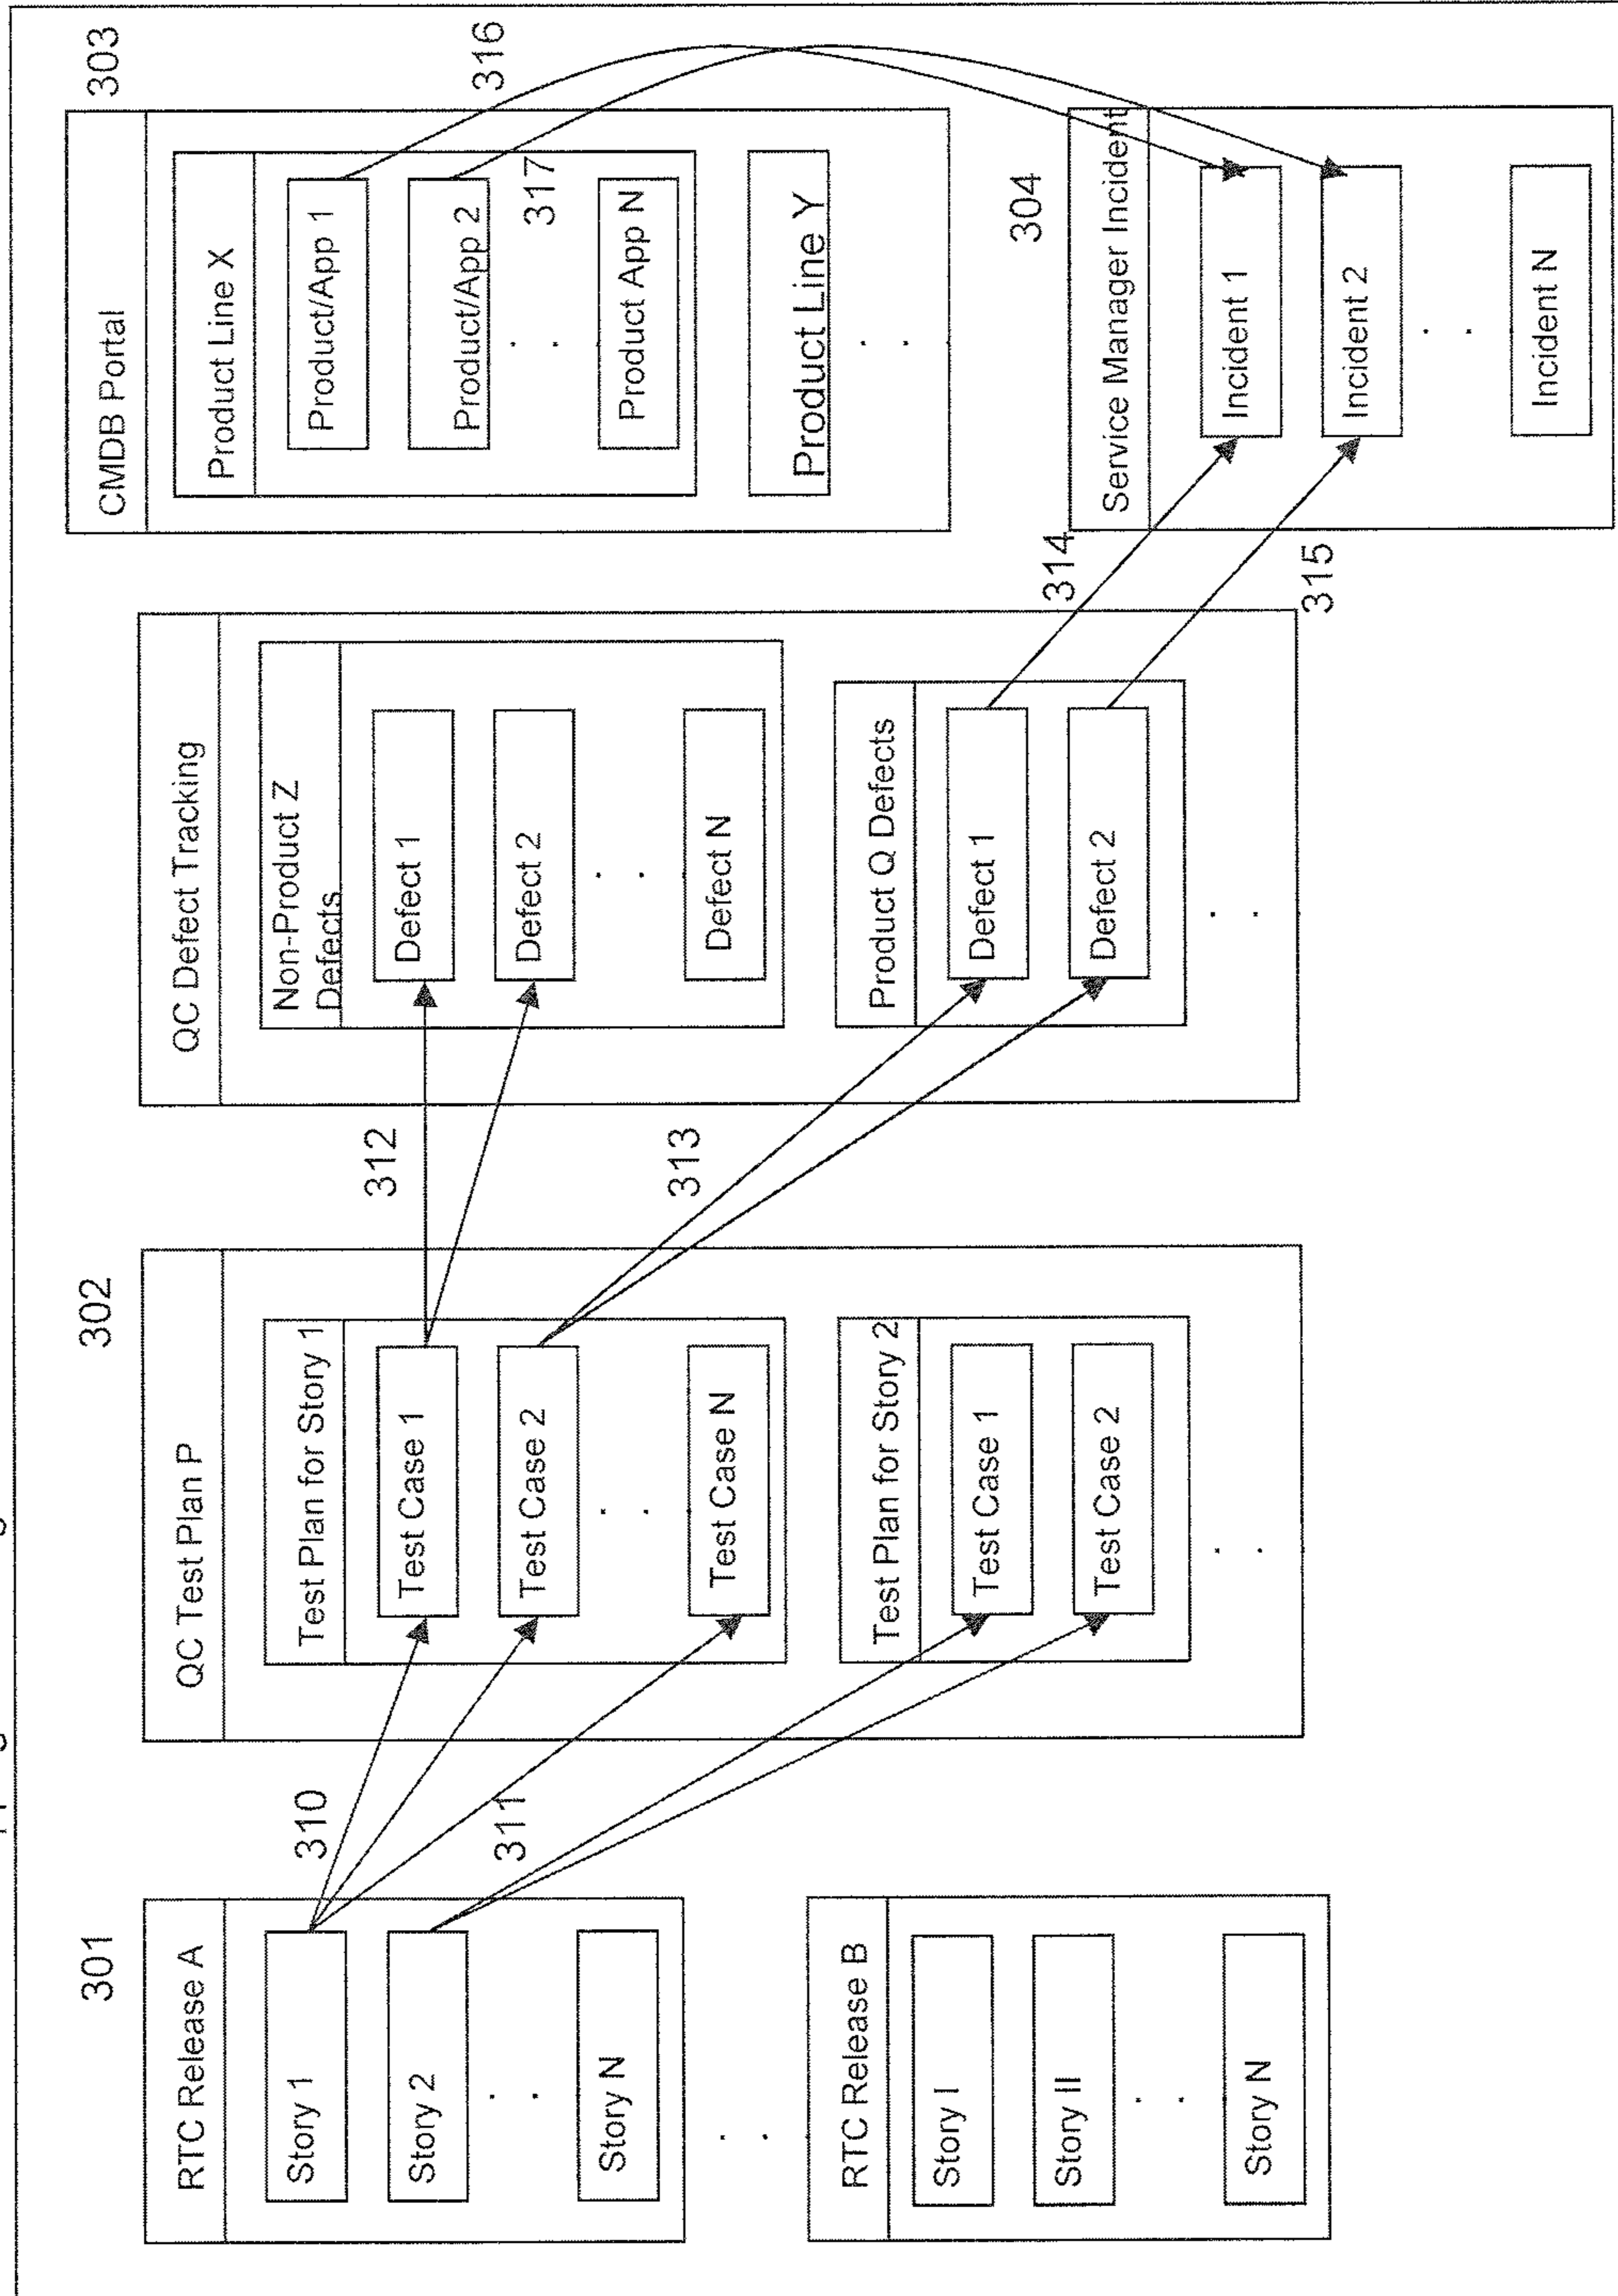 301
RTC Release A
Story 1
Story 2
. .
Story N
. .
RTC Release B
Story I
Story II
. .
Story N
310
311
302
QC Test Plan P
Test Plan for Story 1
Test Case 1
Test Case 2
. .
Test Case N
Test Plan for Story 2
Test Case 1
Test Case 2
. .
312
313
QC Defect Tracking
Non-Product Z
Defects
Defect 1
Defect 2
. .
Defect N
Product Q Defects
Defect 1
Defect 2
. .
314
315
303
CMDB Portal
Product Line X
Product/App 1
Product/App 2
. .
Product App N
Product Line Y
. .
316
317
304
Service Manager Incident
Incident 1
Incident 2
. .
Incident N